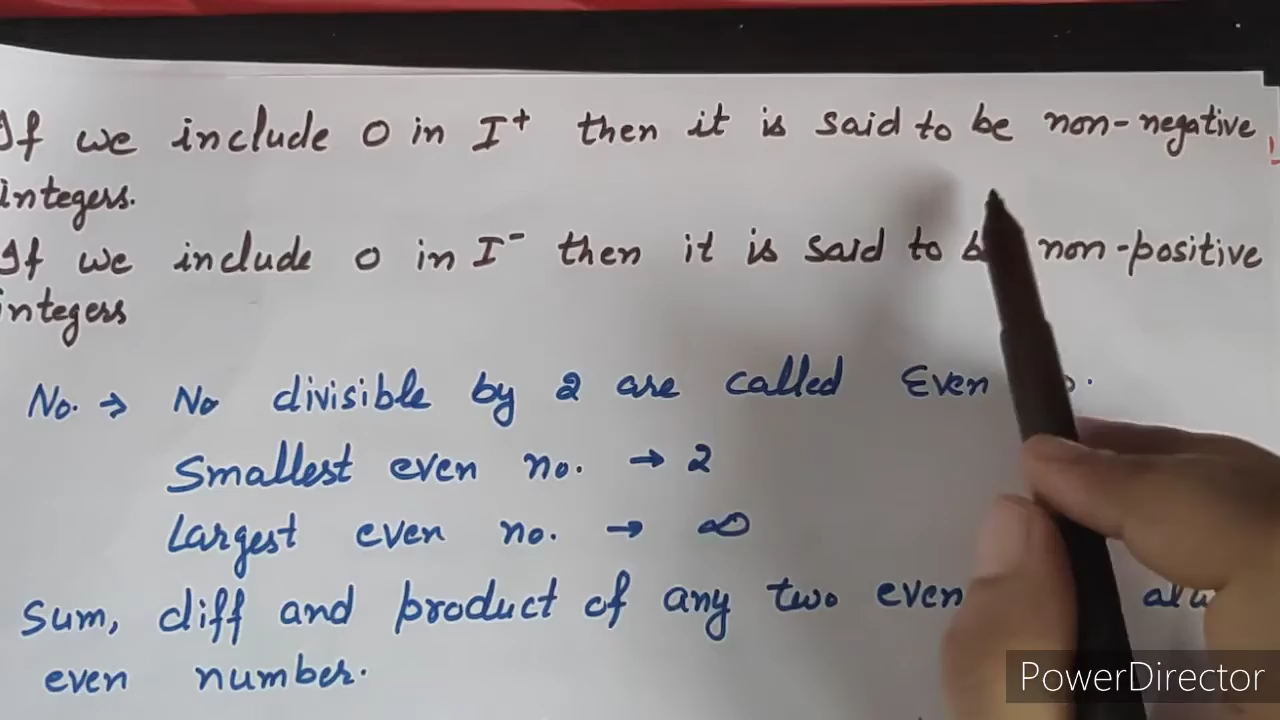 If we include 0 in I⁺ then it is said to be non-negative
integers.
If we include 0 in I⁻ then it is said to be non-positive
integers
No. → No divisible by 2 are called Even
Smallest even no. → 2
Largest even no. → ∞
Sum, diff and product of any two even
even number.
PowerDirector